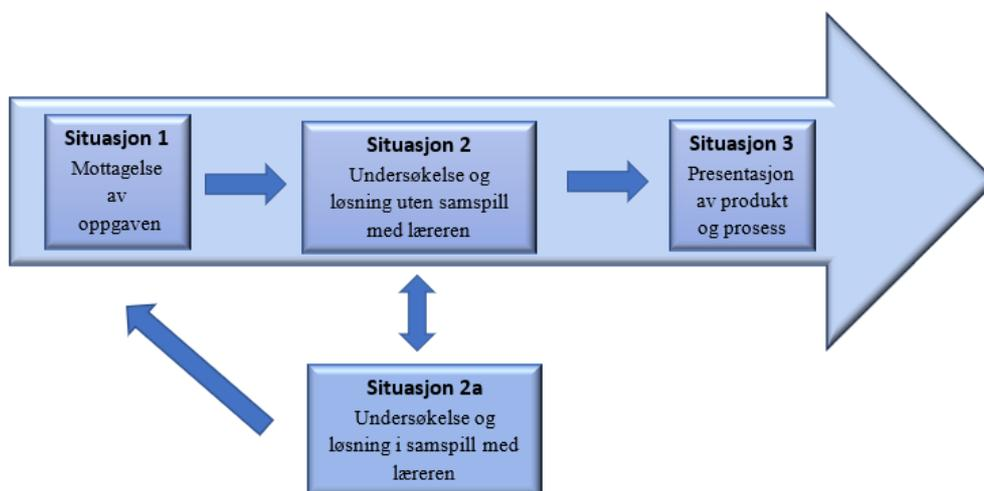 Situasjon 1
Mottagelse
av
oppgaven
Situasjon 2
Undersøkelse og
løsning uten samspill
med læreren
Situasjon 3
Presentasjon
av produkt
og prosess
Situasjon 2a
Undersøkelse og
løsning i samspill med
læreren